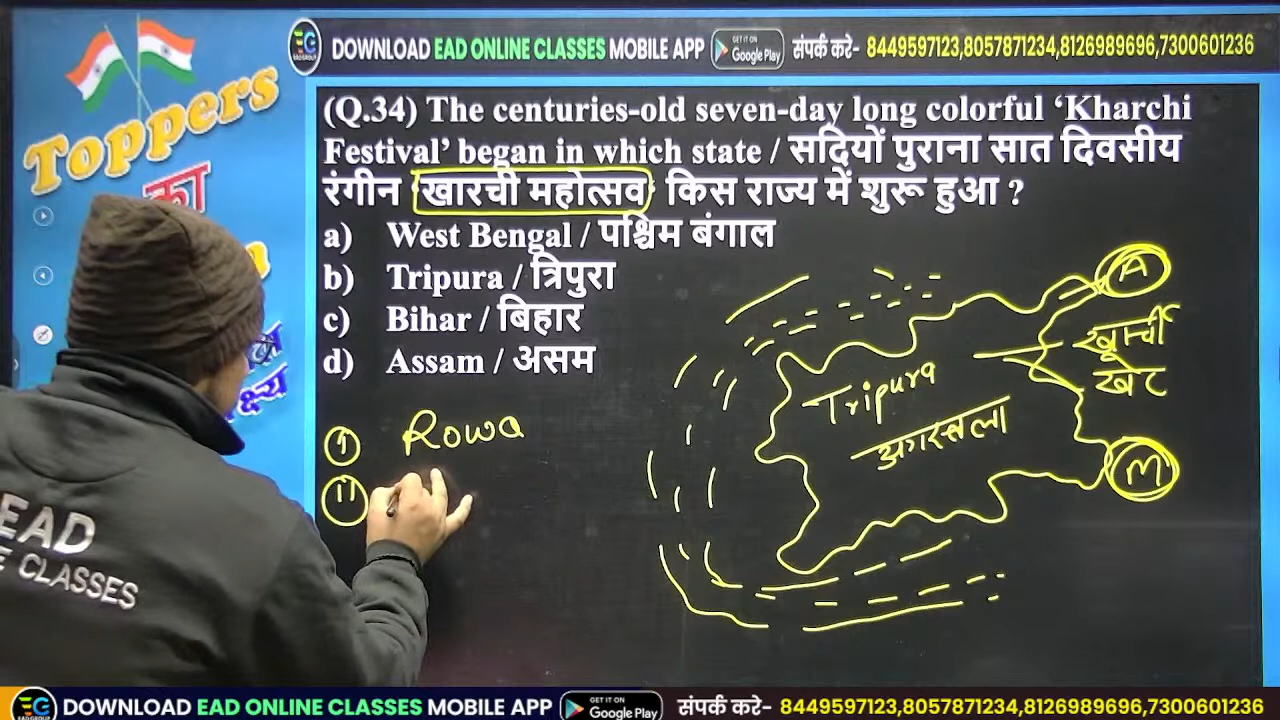 DOWNLOAD EAD ONLINE CLASSES MOBILE APP GET IT ON Google Play संपर्क करे- 8449597123,8057871234,8126989696,7300601236
Toppers
का
(Q.34) The centuries-old seven-day long colorful ‘Kharchi
Festival’ began in which state / सदियों पुराना सात दिवसीय
रंगीन खारची महोत्सव किस राज्य में शुरू हुआ ?
a) West Bengal / पश्चिम बंगाल
b) Tripura / त्रिपुरा
c) Bihar / बिहार
d) Assam / असम
A
Tripura
अगरतला
M
Rowa
11
EAD
CLASSES
DOWNLOAD EAD ONLINE CLASSES MOBILE APP GET IT ON Google Play संपर्क करे- 8449597123,8057871234,8126989696,7300601236